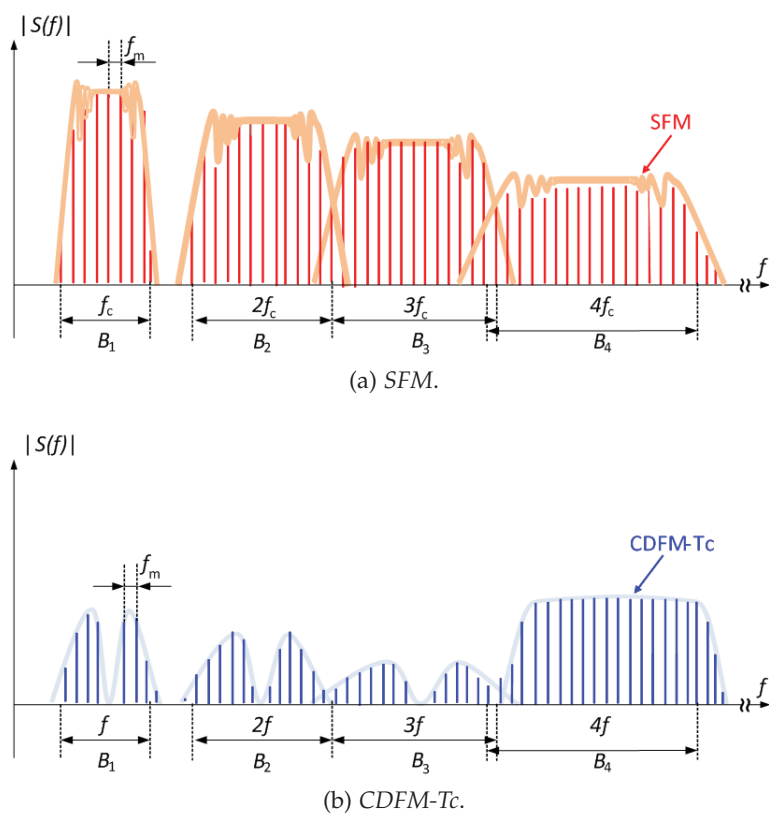 |S(f)|
fm
SFM
f
fc
2fc
3fc
4fc
B1
B2
B3
B4
(a) SFM.
|S(f)|
CDFM-Tc
fm
f
f
2f
3f
4f
B1
B2
B3
B4
(b) CDFM-Tc.